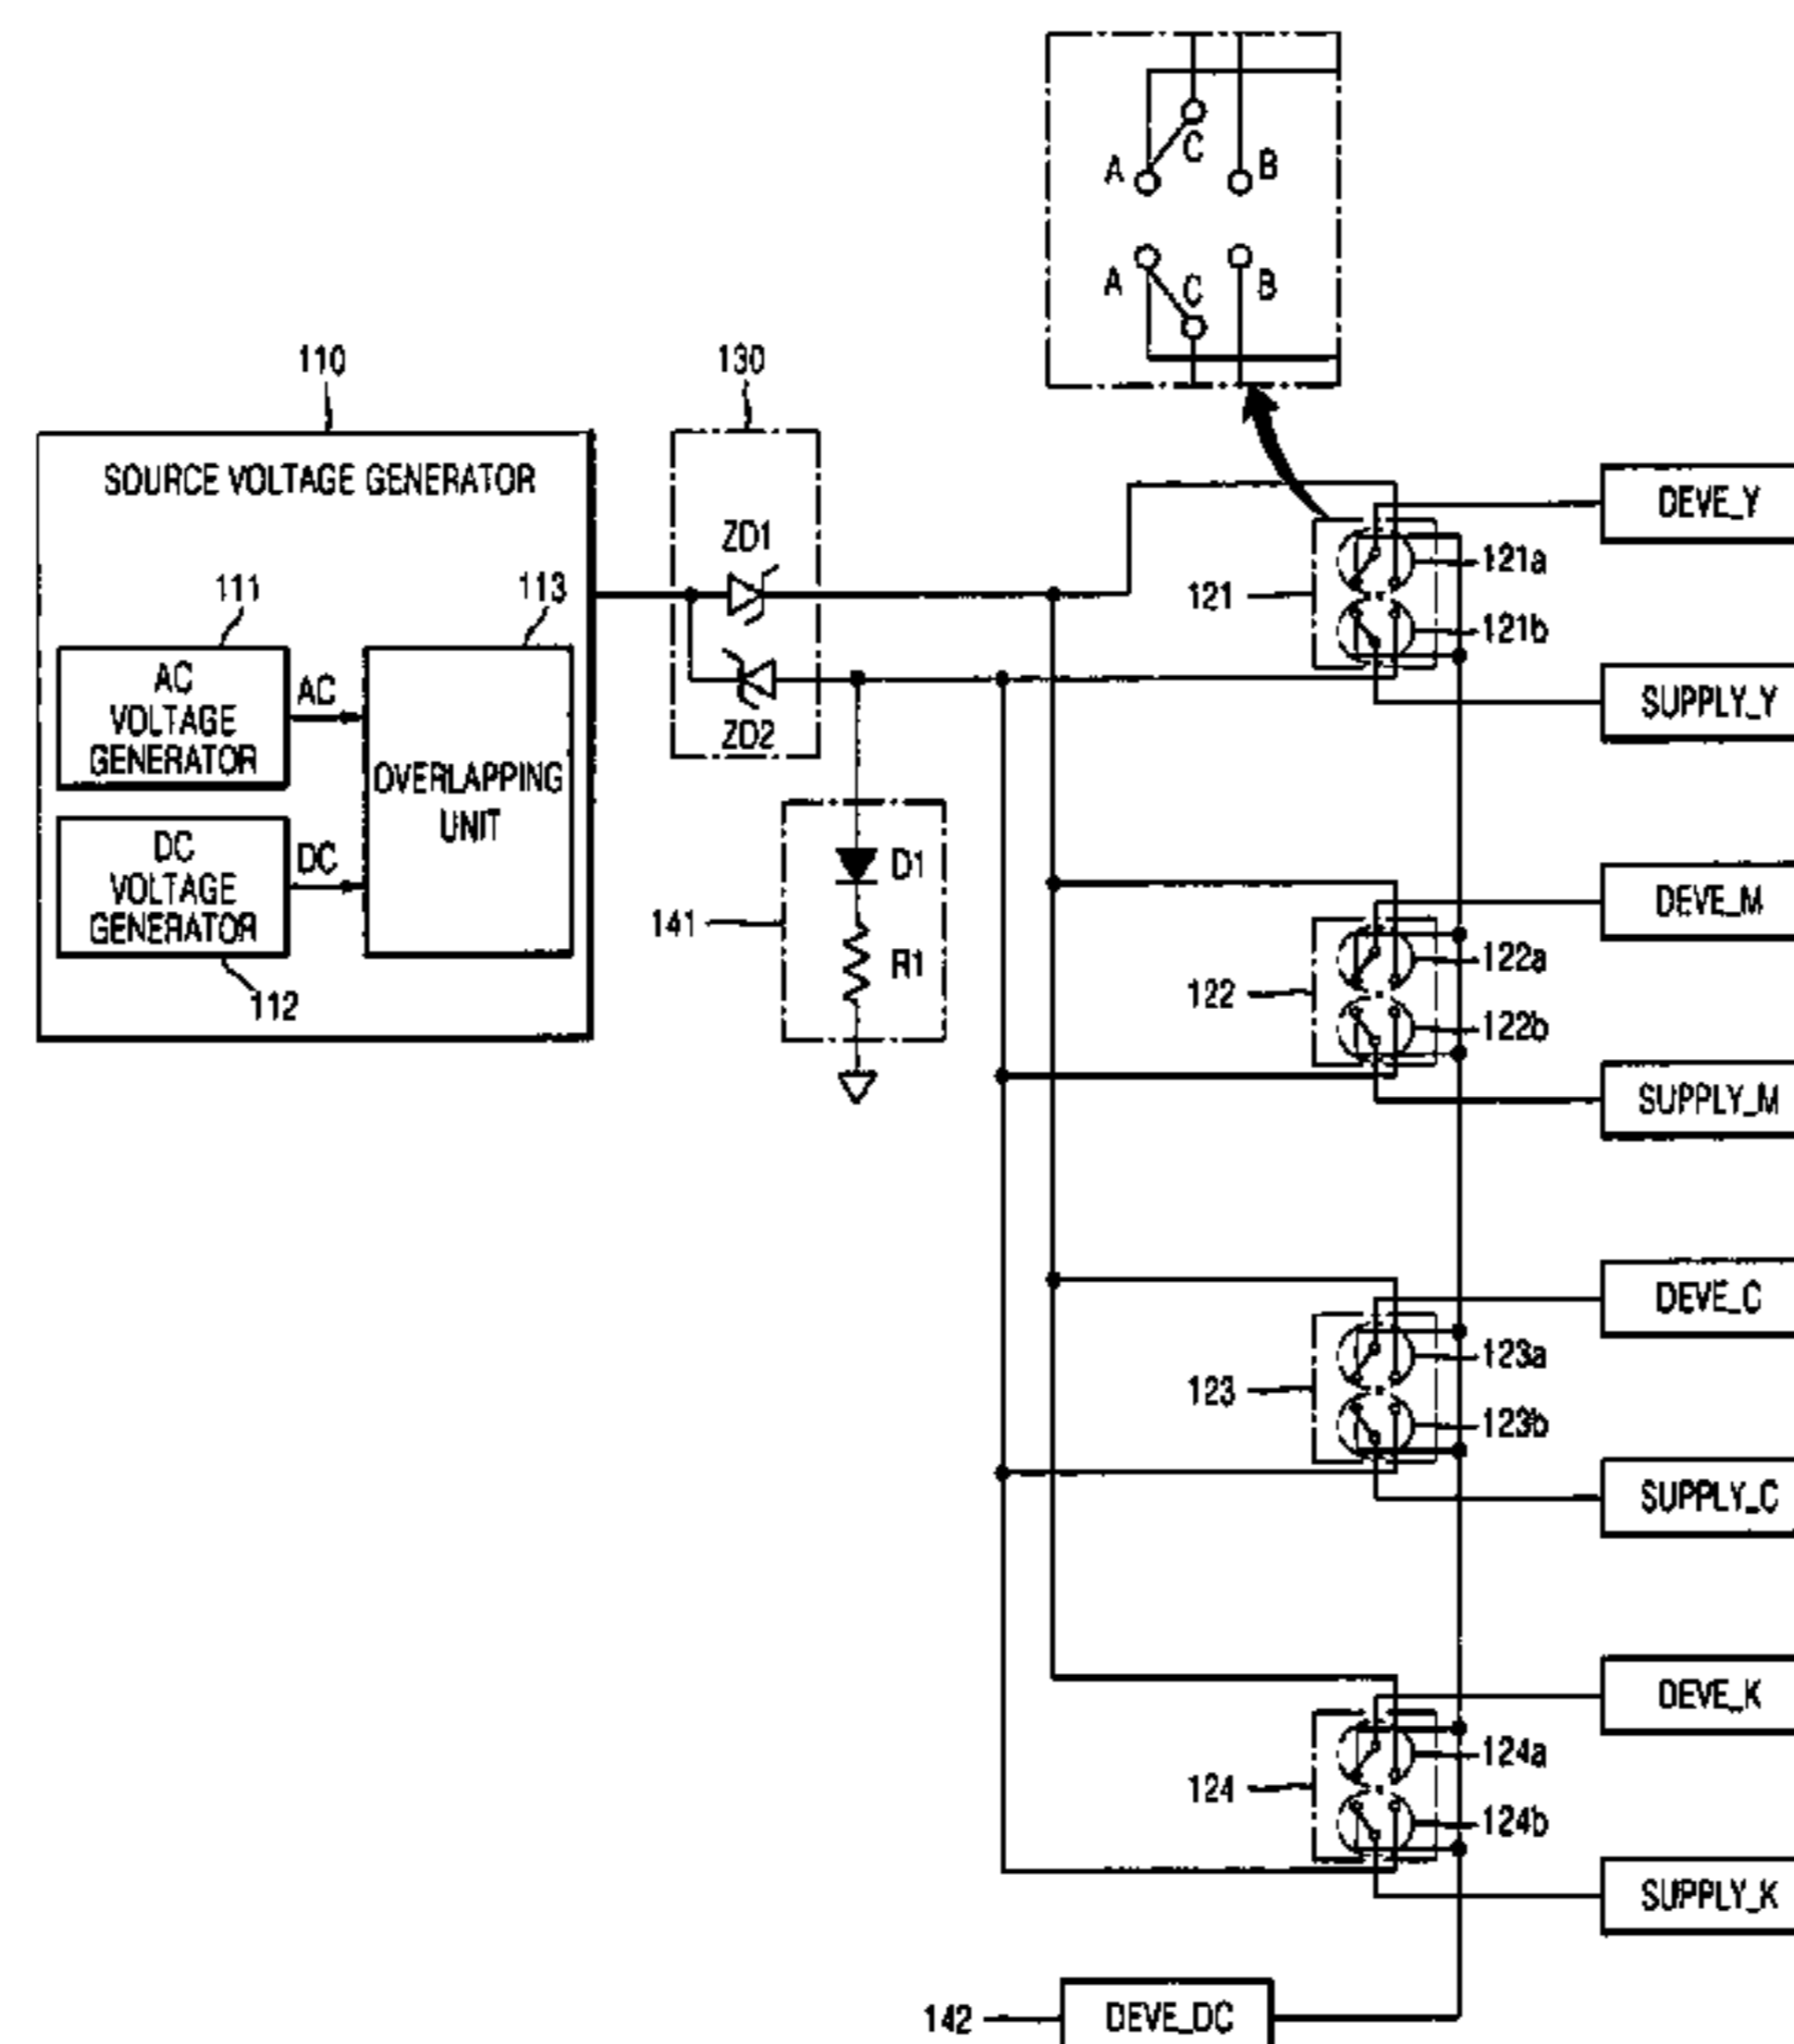 A
C
B
A
C
B
110
130
SOURCE VOLTAGE GENERATOR
ZD1
DEVE_Y
121a
121
111
113
121b
AC
VOLTAGE
GENERATOR
AC
ZD2
SUPPLY_Y
OVERLAPPING
UNIT
DC
VOLTAGE
GENERATOR
DC
D1
141
R1
112
DEVE_M
122a
122
122b
SUPPLY_M
DEVE_C
123a
123
123b
SUPPLY_C
DEVE_K
124a
124
124b
SUPPLY_K
142
DEVE_DC